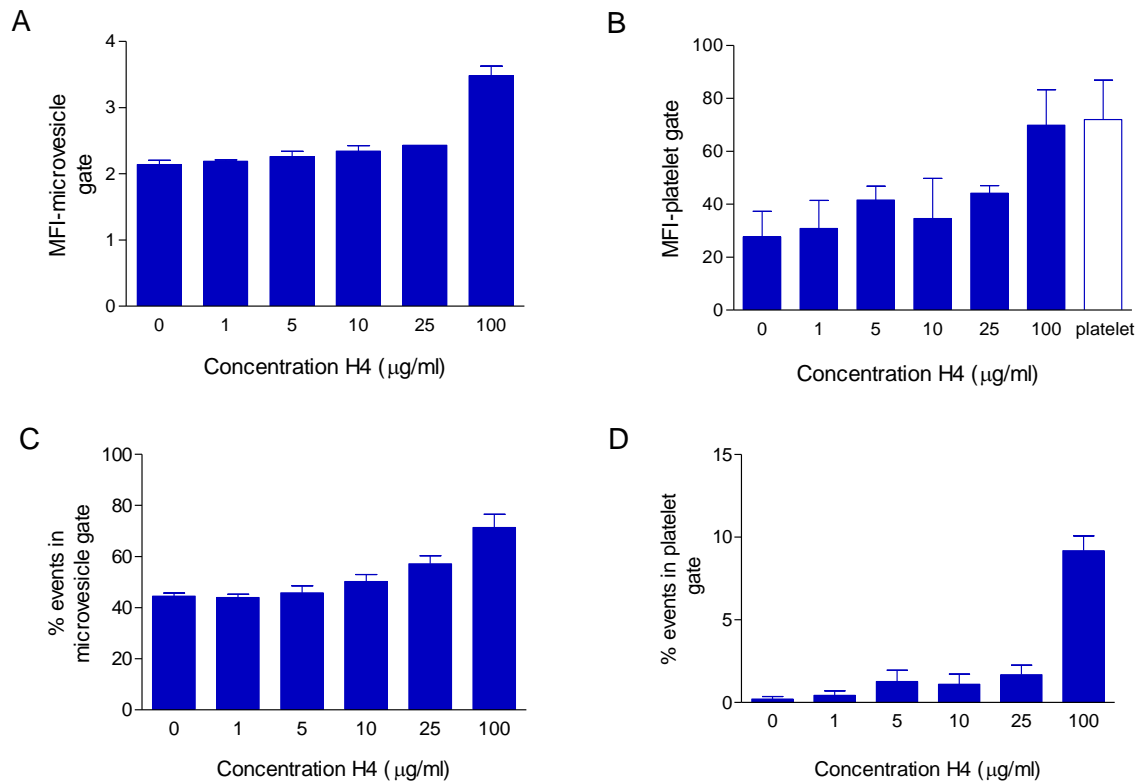 A
MFI-microvesicle
gate
4
3
2
1
0
0 1 5 10 25 100
Concentration H4 (μg/ml)
B
MFI-platelet gate
100
80
60
40
20
0
0 1 5 10 25 100 platelet
Concentration H4 (μg/ml)
C
% events in
microvesicle gate
100
80
60
40
20
0
0 1 5 10 25 100
Concentration H4 (μg/ml)
D
% events in platelet
gate
15
10
5
0
0 1 5 10 25 100
Concentration H4 (μg/ml)